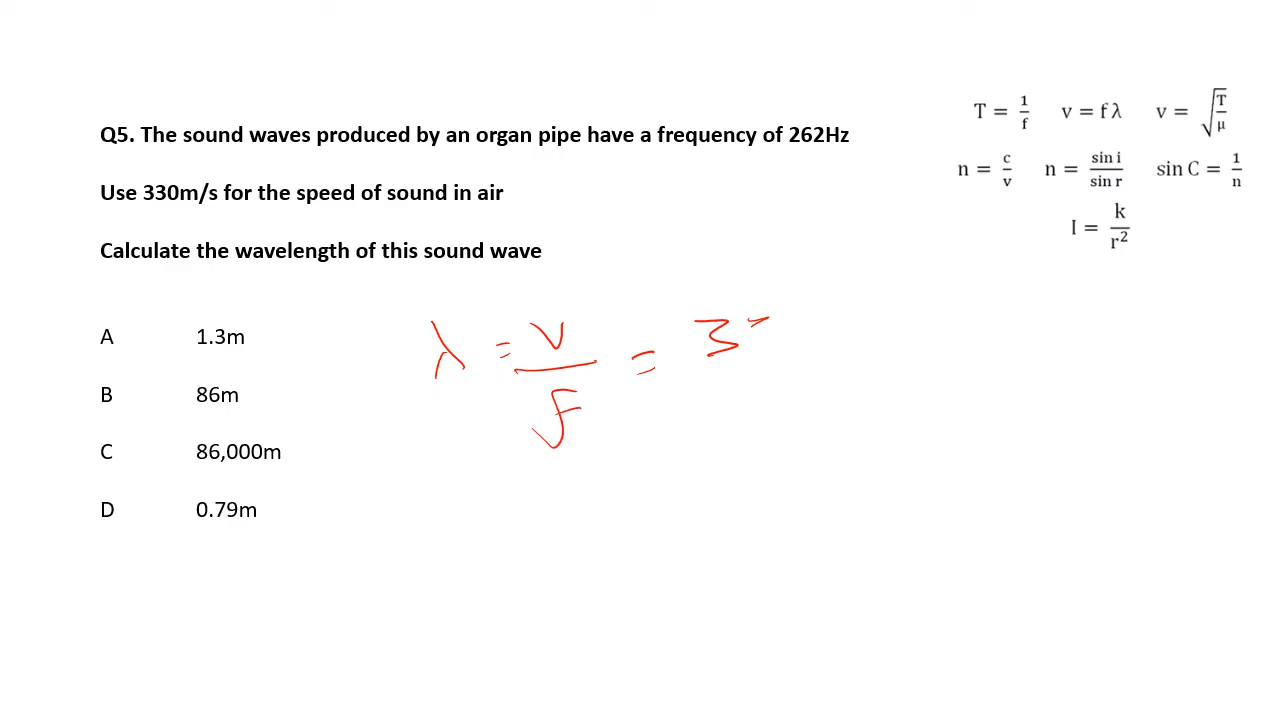 T = 1/f   v = fλ   v = √(T/μ)
Q5. The sound waves produced by an organ pipe have a frequency of 262Hz
n = c/v   n = sin i/sin r   sin C = 1/n
Use 330m/s for the speed of sound in air
I = k/r²
Calculate the wavelength of this sound wave
A 1.3m
λ = v/f = 3
B 86m
C 86,000m
D 0.79m